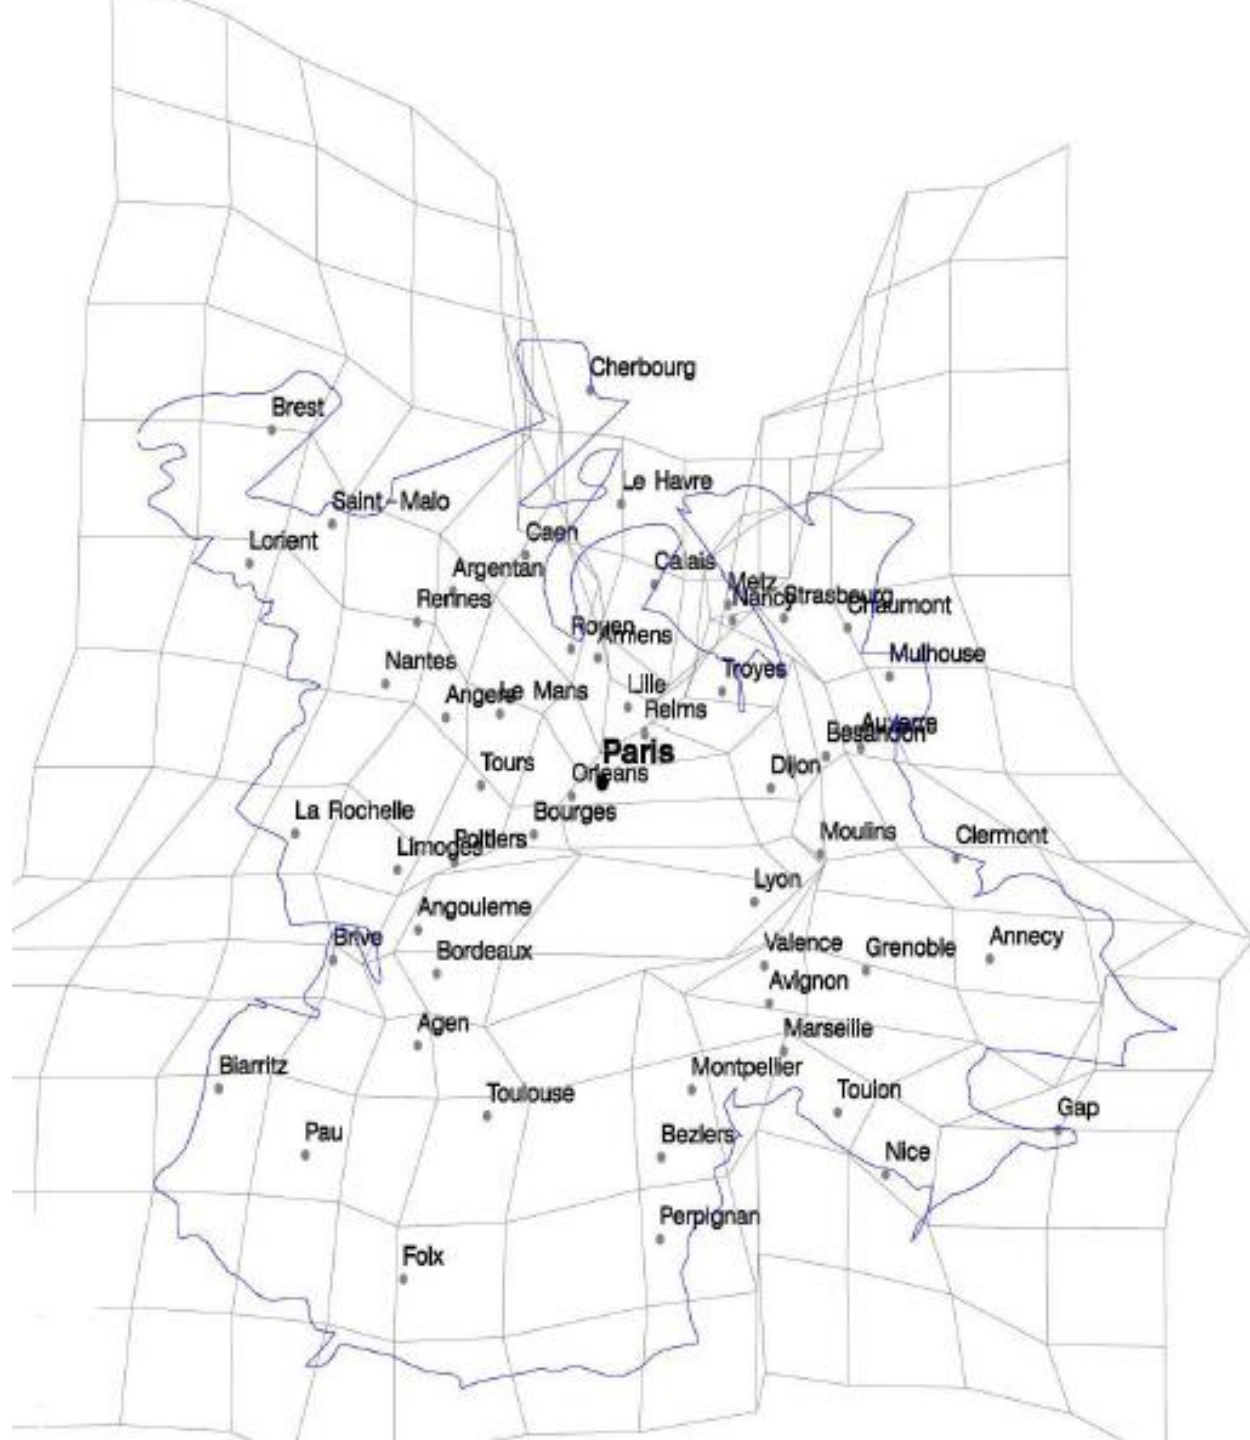 Cherbourg
Brest
Le Havre
Saint-Malo
Caen
Lorient
Calais
Argentan
Metz
Rennes
Nancy
Strasbourg
Chaumont
Rouen
Amiens
Nantes
Mulhouse
Troyes
Angers
Le Mans
Lille
Reims
Auxerre
Besancon
Paris
Tours
Orleans
Dijon
La Rochelle
Bourges
Poitiers
Moulins
Clermont
Limoges
Lyon
Angouleme
Brive
Bordeaux
Valence
Grenoble
Annecy
Avignon
Agen
Marseille
Biarritz
Montpellier
Toulouse
Toulon
Gap
Pau
Beziers
Nice
Perpignan
Foix